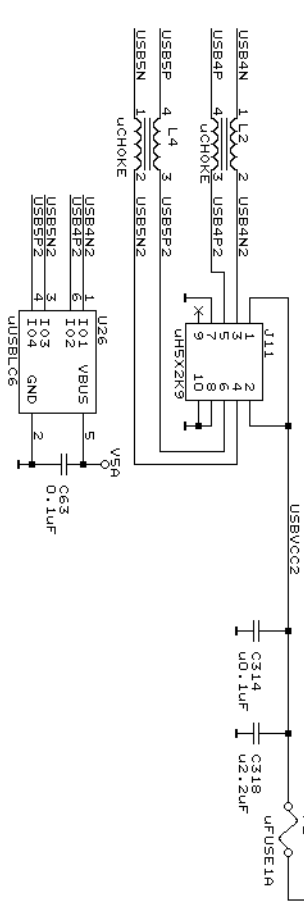 USB4N
1
L2
2
USB4N2
USB4P
4
3
USB4P2
uCHOKE
USB5P
4
L4
3
USB5P2
USB5N
1
2
USB5N2
uCHOKE
J11
1 2
3 4
5 6
7 8
9 10
uH5X2K9
USBVCC2
C314
u0.1uF
C318
u2.2uF
uFUSE1A
U26
USB4N2
1
IO1
VBUS
5
V5A
USB4P2
6
IO2
USB5N2
3
IO3
USB5P2
4
IO4
GND
2
uUSBLC6
C63
0.1uF